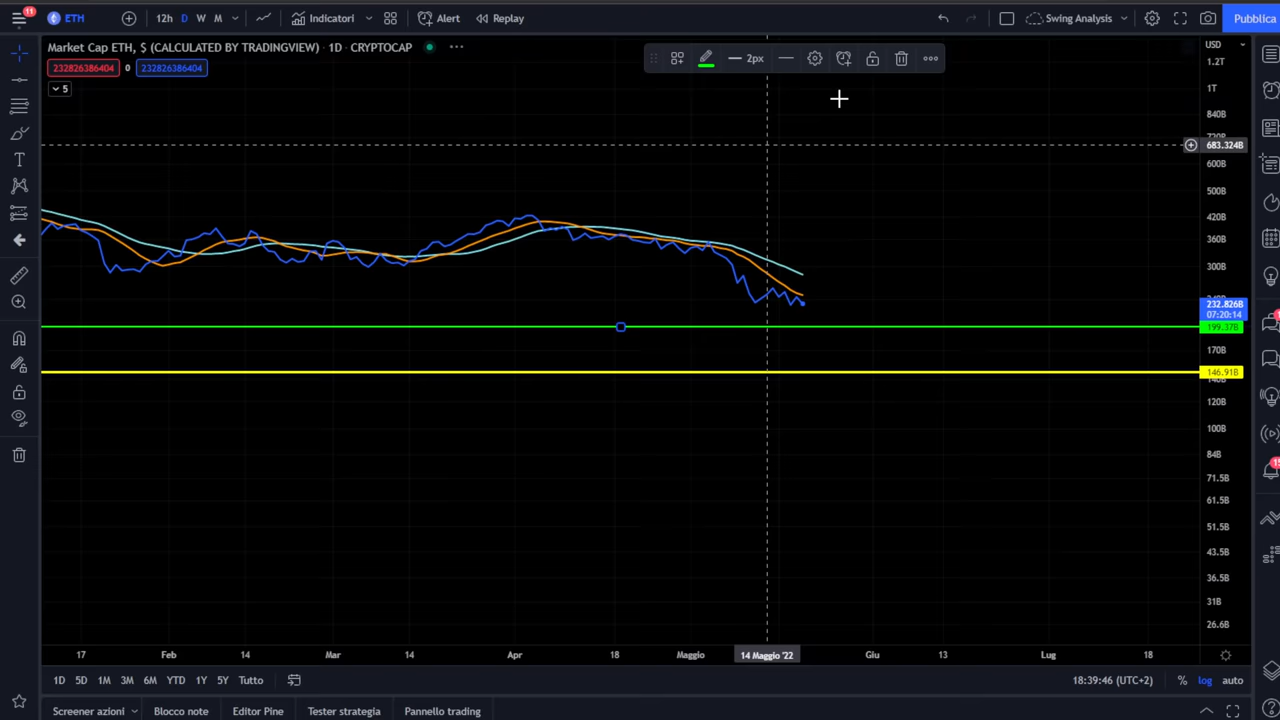 11
ETH
12h D W M
Indicatori
Alert
Replay
Swing Analysis
Pubblica
Market Cap ETH, $ (CALCULATED BY TRADINGVIEW) · 1D · CRYPTOCAP
232826386404 0 232826386404
5
2px
USD
1.2T
1T
840B
720B
683.324B
600B
500B
420B
360B
300B
240B
232.826B
07:20:14
199.37B
170B
146.91B
140B
120B
100B
84B
71.5B
61.5B
51.5B
43.5B
36.5B
31B
26.6B
17 Feb 14 Mar 14 Apr 18 Maggio 14 Maggio '22 Giu 13 Lug 18
1D 5D 1M 3M 6M YTD 1Y 5Y Tutto
18:39:46 (UTC+2) % log auto
Screener azioni Blocco note Editor Pine Tester strategia Pannello trading